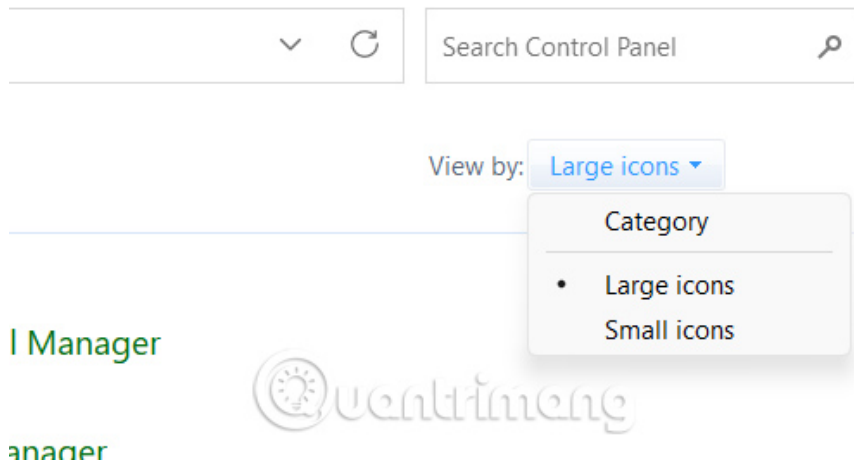 Search Control Panel
View by: Large icons
Category
Large icons
Small icons
l Manager
Quantrimang
anager